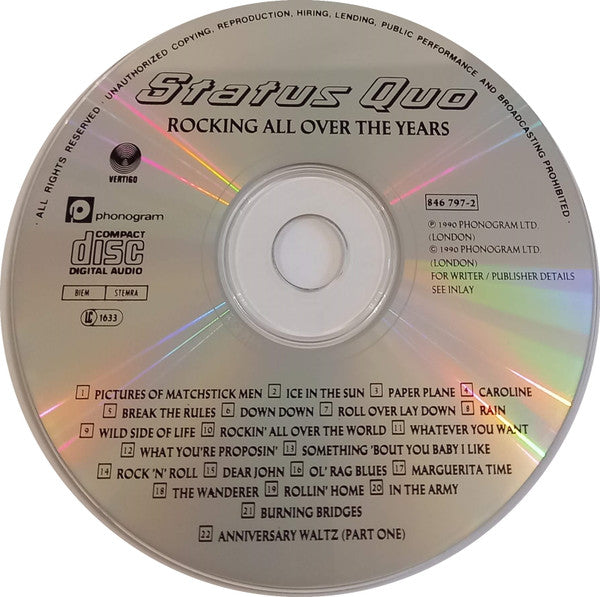 · ALL RIGHTS RESERVED · UNAUTHORIZED COPYING, REPRODUCTION, HIRING, LENDING, PUBLIC PERFORMANCE AND BROADCASTING PROHIBITED ·
Status Quo
ROCKING ALL OVER THE YEARS
VERTIGO
846 797-2
p phonogram
℗ 1990 PHONOGRAM LTD.
(LONDON)
© 1990 PHONOGRAM LTD.
(LONDON)
FOR WRITER / PUBLISHER DETAILS
SEE INLAY
COMPACT
disc
DIGITAL AUDIO
BIEM STEMRA
LC 1633
1 PICTURES OF MATCHSTICK MEN 2 ICE IN THE SUN 3 PAPER PLANE 4 CAROLINE
5 BREAK THE RULES 6 DOWN DOWN 7 ROLL OVER LAY DOWN 8 RAIN
9 WILD SIDE OF LIFE 10 ROCKIN' ALL OVER THE WORLD 11 WHATEVER YOU WANT
12 WHAT YOU'RE PROPOSIN' 13 SOMETHING 'BOUT YOU BABY I LIKE
14 ROCK 'N' ROLL 15 DEAR JOHN 16 OL' RAG BLUES 17 MARGUERITA TIME
18 THE WANDERER 19 ROLLIN' HOME 20 IN THE ARMY
21 BURNING BRIDGES
22 ANNIVERSARY WALTZ (PART ONE)